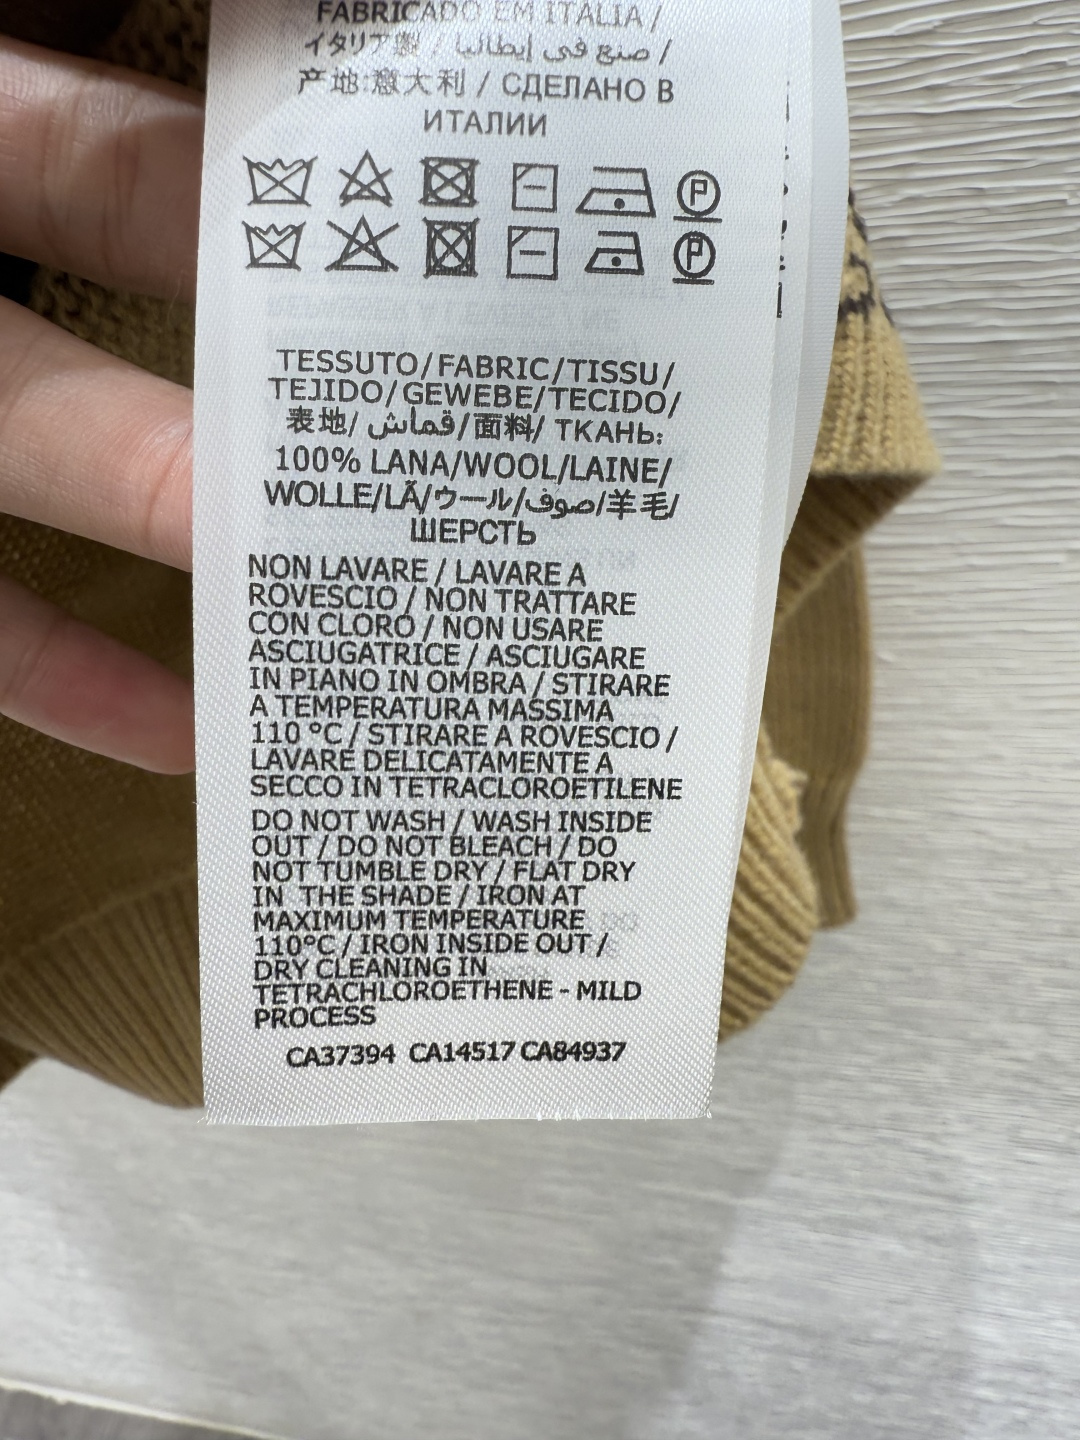 FABRICADO EM ITALIA /
イタリア製 / صنع في إيطاليا /
产地:意大利 / СДЕЛАНО В
ИТАЛИИ
P
P
TESSUTO/FABRIC/TISSU/
TEJIDO/GEWEBE/TECIDO/
表地/ قماش/面料/ ТКАНЬ:
100% LANA/WOOL/LAINE/
WOLLE/LÃ/ウール/صوف/羊毛/
ШЕРСТЬ
NON LAVARE / LAVARE A
ROVESCIO / NON TRATTARE
CON CLORO / NON USARE
ASCIUGATRICE / ASCIUGARE
IN PIANO IN OMBRA / STIRARE
A TEMPERATURA MASSIMA
110 °C / STIRARE A ROVESCIO /
LAVARE DELICATAMENTE A
SECCO IN TETRACLOROETILENE
DO NOT WASH / WASH INSIDE
OUT / DO NOT BLEACH / DO
NOT TUMBLE DRY / FLAT DRY
IN THE SHADE / IRON AT
MAXIMUM TEMPERATURE
110°C / IRON INSIDE OUT /
DRY CLEANING IN
TETRACHLOROETHENE - MILD
PROCESS
CA37394 CA14517 CA84937